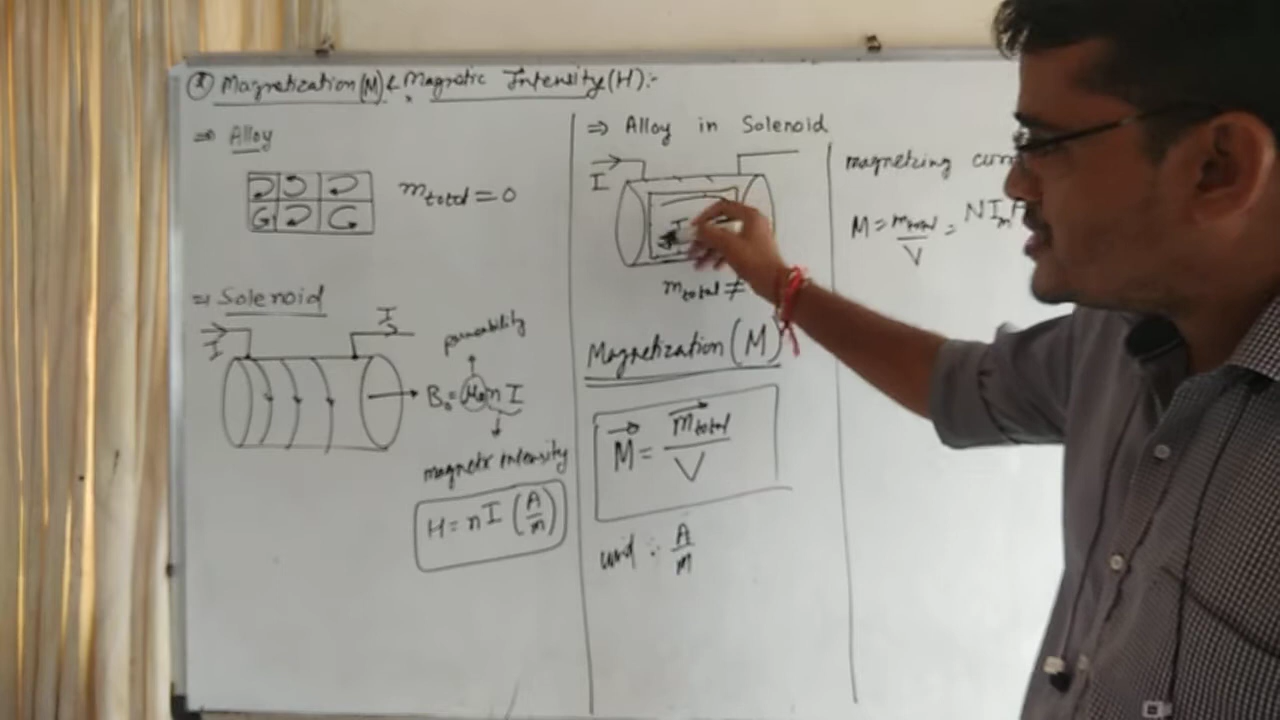 ⑧ Magnetization (M) & Magnetic Intensity (H) :-
⇒ Alloy
m total = 0
⇒ Solenoid
I
I
permeability
B₀ = μ₀ n I
magnetic intensity
H = n I (A/m)
⇒ Alloy in Solenoid
I
m total ≠
Magnetization (M)
M⃗ = m⃗ total / V
unit :- A/m
magnetizing curr
M = m total / V = N I m A